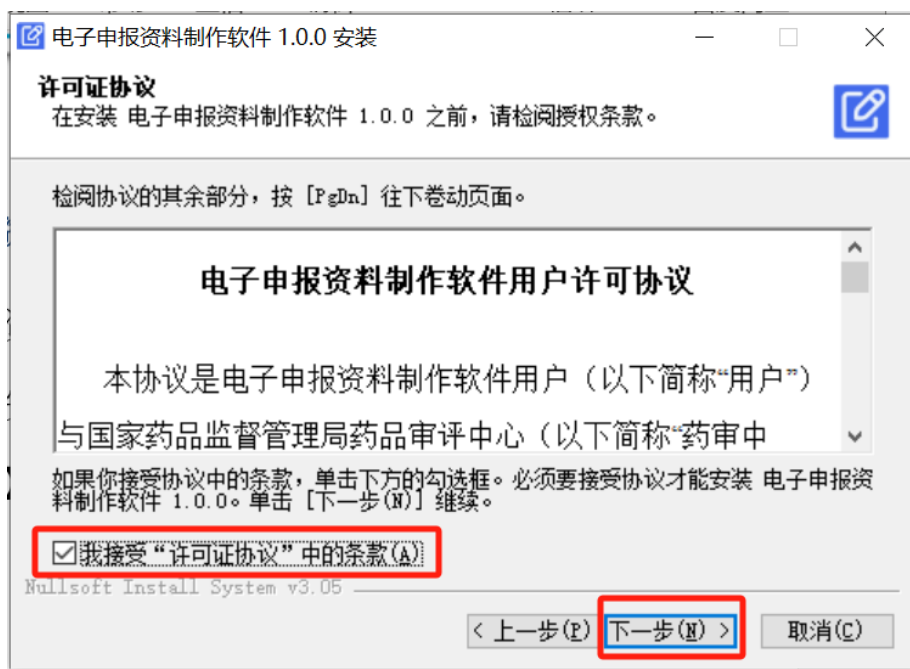 电子申报资料制作软件 1.0.0 安装
许可证协议
在安装 电子申报资料制作软件 1.0.0 之前，请检阅授权条款。
检阅协议的其余部分，按 [PgDn] 往下卷动页面。
电子申报资料制作软件用户许可协议
本协议是电子申报资料制作软件用户（以下简称“用户”）
与国家药品监督管理局药品审评中心（以下简称“药审中
如果你接受协议中的条款，单击下方的勾选框。必须要接受协议才能安装 电子申报资
料制作软件 1.0.0。单击 [下一步(N)] 继续。
我接受“许可证协议”中的条款(A)
Nullsoft Install System v3.05
< 上一步(P) 下一步(N) > 取消(C)